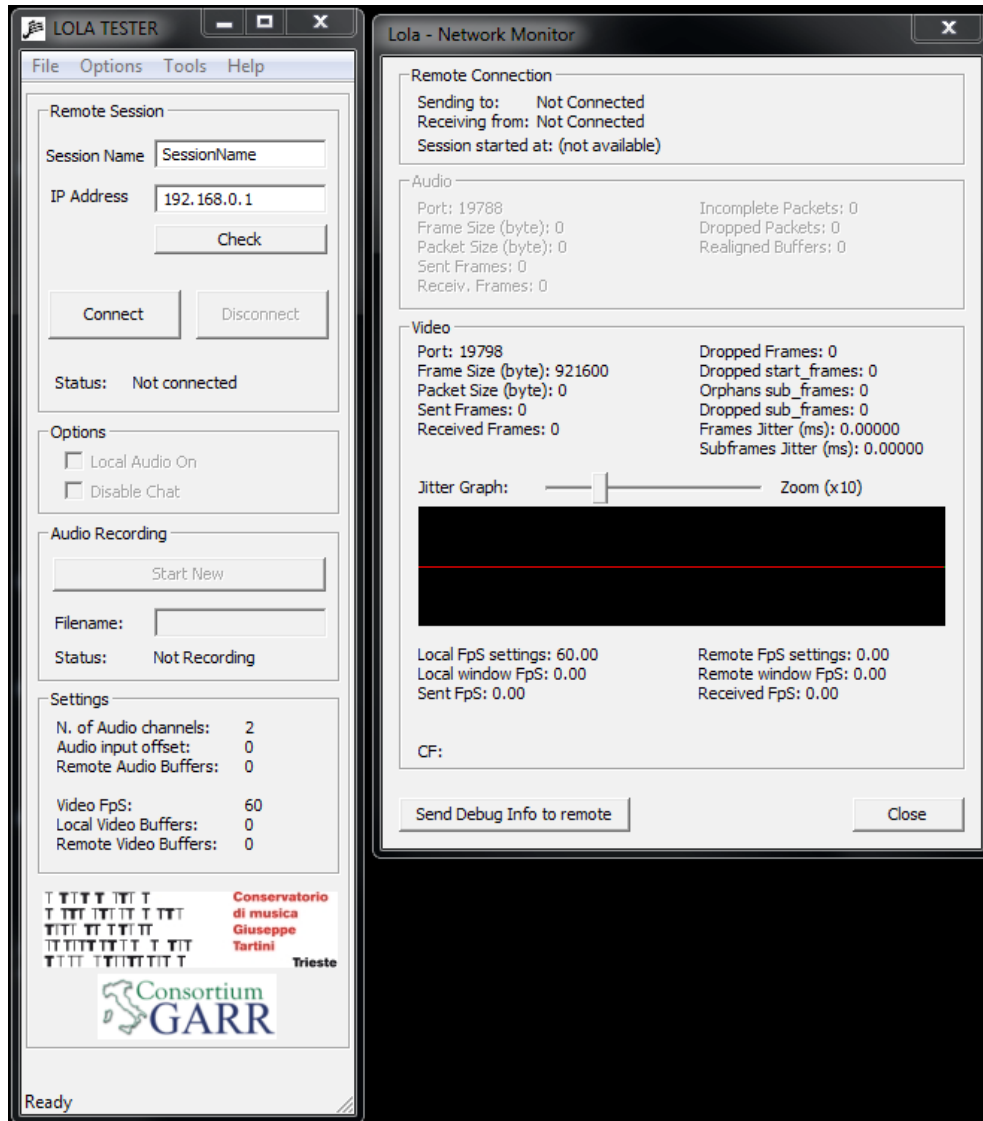 LOLA TESTER
File Options Tools Help
Remote Session
Session Name SessionName
IP Address 192.168.0.1
Check
Connect Disconnect
Status: Not connected
Options
Local Audio On
Disable Chat
Audio Recording
Start New
Filename:
Status: Not Recording
Settings
N. of Audio channels: 2
Audio input offset: 0
Remote Audio Buffers: 0
Video FpS: 60
Local Video Buffers: 0
Remote Video Buffers: 0
Conservatorio
di musica
Giuseppe
Tartini
Trieste
Consortium
GARR
Ready
Lola - Network Monitor
Remote Connection
Sending to: Not Connected
Receiving from: Not Connected
Session started at: (not available)
Audio
Port: 19788
Frame Size (byte): 0
Packet Size (byte): 0
Sent Frames: 0
Receiv. Frames: 0
Incomplete Packets: 0
Dropped Packets: 0
Realigned Buffers: 0
Video
Port: 19798
Frame Size (byte): 921600
Packet Size (byte): 0
Sent Frames: 0
Received Frames: 0
Dropped Frames: 0
Dropped start_frames: 0
Orphans sub_frames: 0
Dropped sub_frames: 0
Frames Jitter (ms): 0.00000
Subframes Jitter (ms): 0.00000
Jitter Graph: Zoom (x10)
Local FpS settings: 60.00
Local window FpS: 0.00
Sent FpS: 0.00
Remote FpS settings: 0.00
Remote window FpS: 0.00
Received FpS: 0.00
CF:
Send Debug Info to remote Close